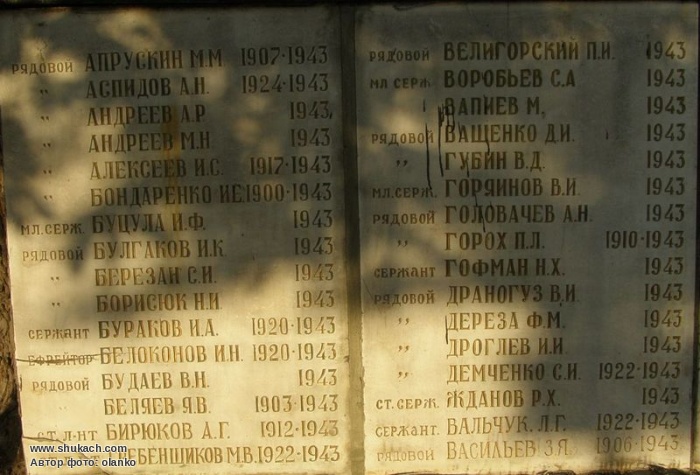 рядовой АПРУСКИН М.М 1907-1943
" АСПИДОВ А.Н. 1924-1943
" АНДРЕЕВ А.Р 1943
" АНДРЕЕВ М.Н 1943
" АЛЕКСЕЕВ И.С. 1917-1943
" БОНДАРЕНКО И.Е 1900-1943
мл.серж. БУЦУЛА И.Ф. 1943
рядовой БУЛГАКОВ И.К 1943
" БЕРЕЗАН С.И. 1943
" БОРИСЮК Н.И 1943
сержант БУРАКОВ И.А. 1920-1943
ефрейтор БЕЛОКОНОВ И.Н. 1920-1943
рядовой БУДАЕВ В.Н. 1943
БЕЛЯЕВ Я.В. 1903-1943
ст.л-нт БИРЮКОВ А.Г. 1912-1943
М.В. 1922-1943
рядовой ВЕЛИГОРСКИЙ П.И. 1943
мл серж. ВОРОБЬЕВ С.А 1943
" ВАПИЕВ М. 1943
рядовой ВАЩЕНКО Д.И. 1943
" ГУБИН В.Д. 1943
мл.серж. ГОРЯИНОВ В.И. 1943
рядовой ГОЛОВАЧЕВ А.Н. 1943
" ГОРОХ П.Л. 1910-1943
сержант ГОФМАН Н.Х. 1943
рядовой ДРАНОГУЗ В.И. 1943
" ДЕРЕЗА Ф.М. 1943
" ДРОГЛЕВ И.И. 1943
" ДЕМЧЕНКО С.И. 1922-1943
ст.серж. ЖДАНОВ Р.Х. 1943
сержант. ВАЛЬЧУК. Л.Г. 1922-1943
рядовой ВАСИЛЬЕВ З.Я. 1906-1943
www.shukach.com
Автор фото: olanko